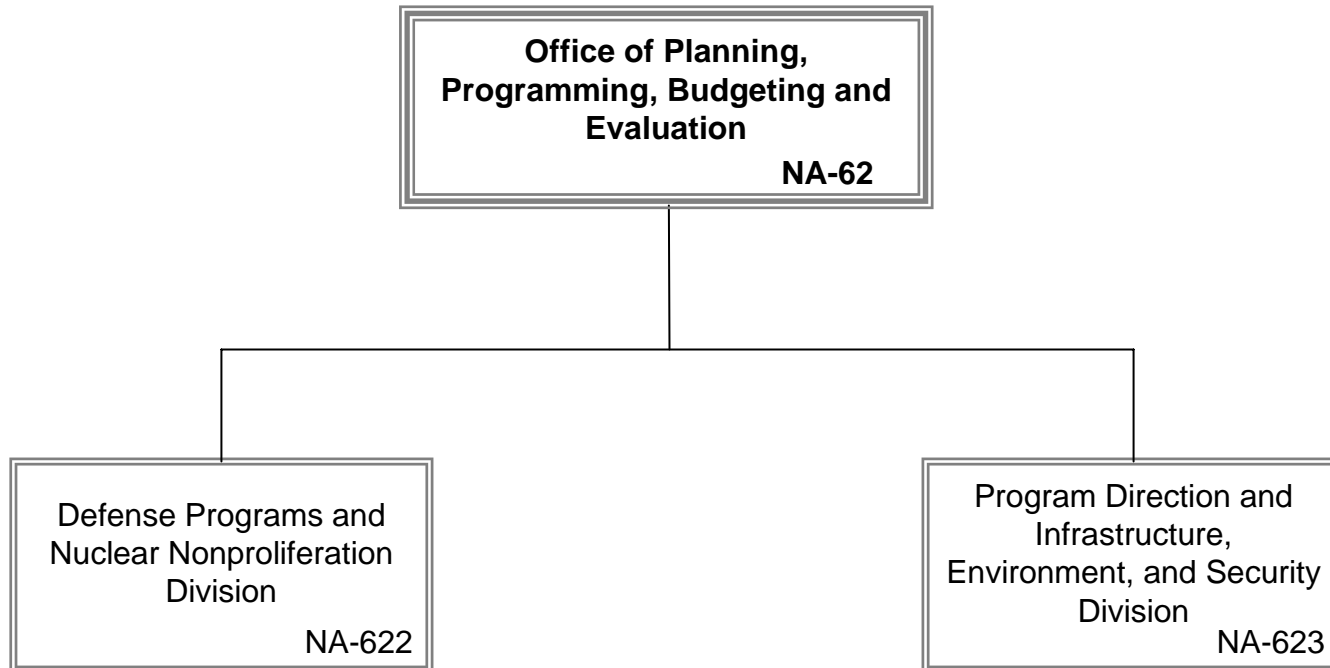 Office of Planning,
Programming, Budgeting and
Evaluation
NA-62
Defense Programs and
Nuclear Nonproliferation
Division
NA-622
Program Direction and
Infrastructure,
Environment, and Security
Division
NA-623